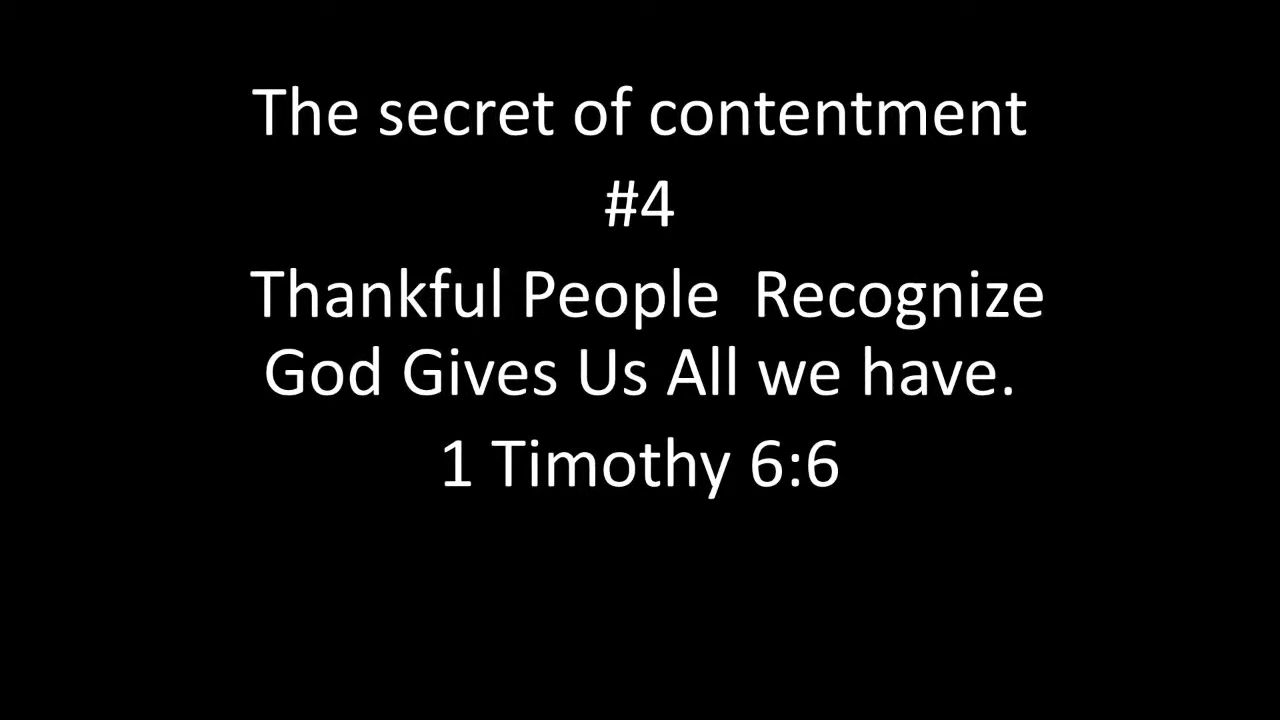 The secret of contentment
#4
Thankful People  Recognize
God Gives Us All we have.
1 Timothy 6:6